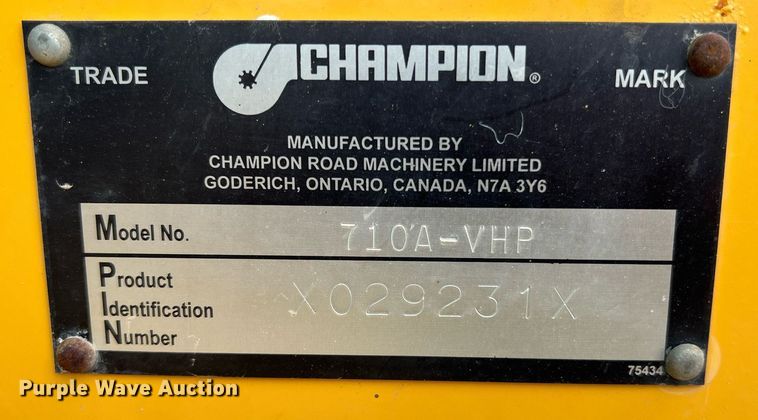 CHAMPION®
TRADE MARK
MANUFACTURED BY
CHAMPION ROAD MACHINERY LIMITED
GODERICH, ONTARIO, CANADA, N7A 3Y6
Model No. 710A-VHP
Product
Identification X029231X
Number
75434
Purple Wave Auction